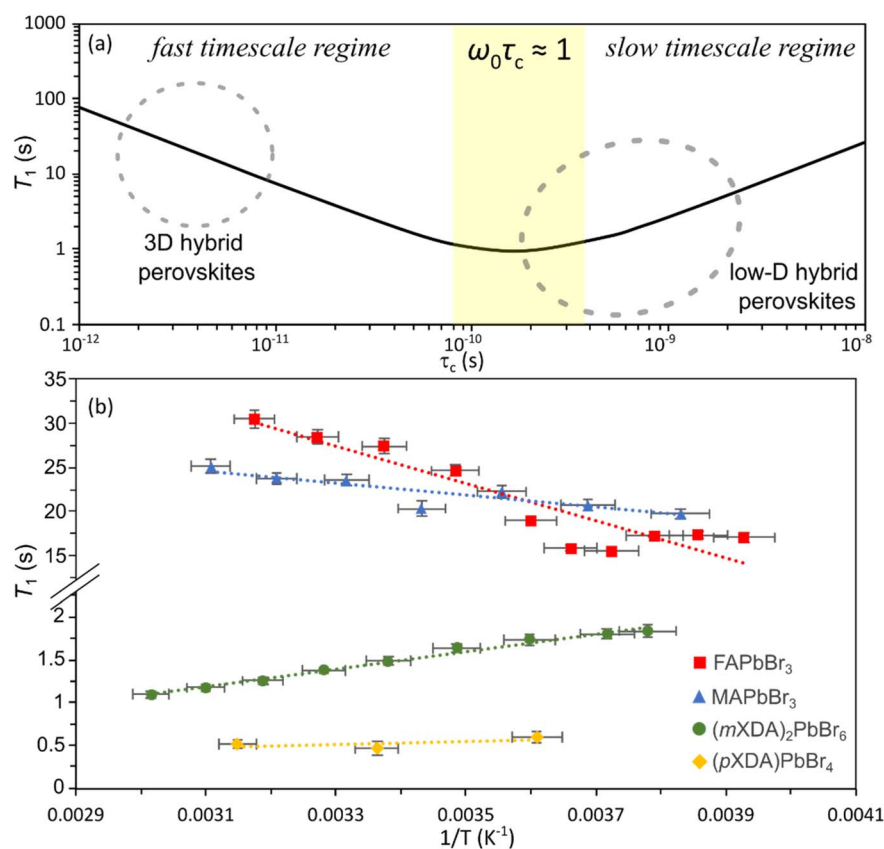 (a)
fast timescale regime
ω₀τc ≈ 1
slow timescale regime
1000
100
10
1
0.1
T₁ (s)
3D hybrid
perovskites
low-D hybrid
perovskites
10⁻¹²
10⁻¹¹
10⁻¹⁰
10⁻⁹
10⁻⁸
τc (s)
(b)
35
30
25
20
15
2
1.5
1
0.5
0
T₁ (s)
FAPbBr₃
MAPbBr₃
(mXDA)₂PbBr₆
(pXDA)PbBr₄
0.0029
0.0031
0.0033
0.0035
0.0037
0.0039
0.0041
1/T (K⁻¹)